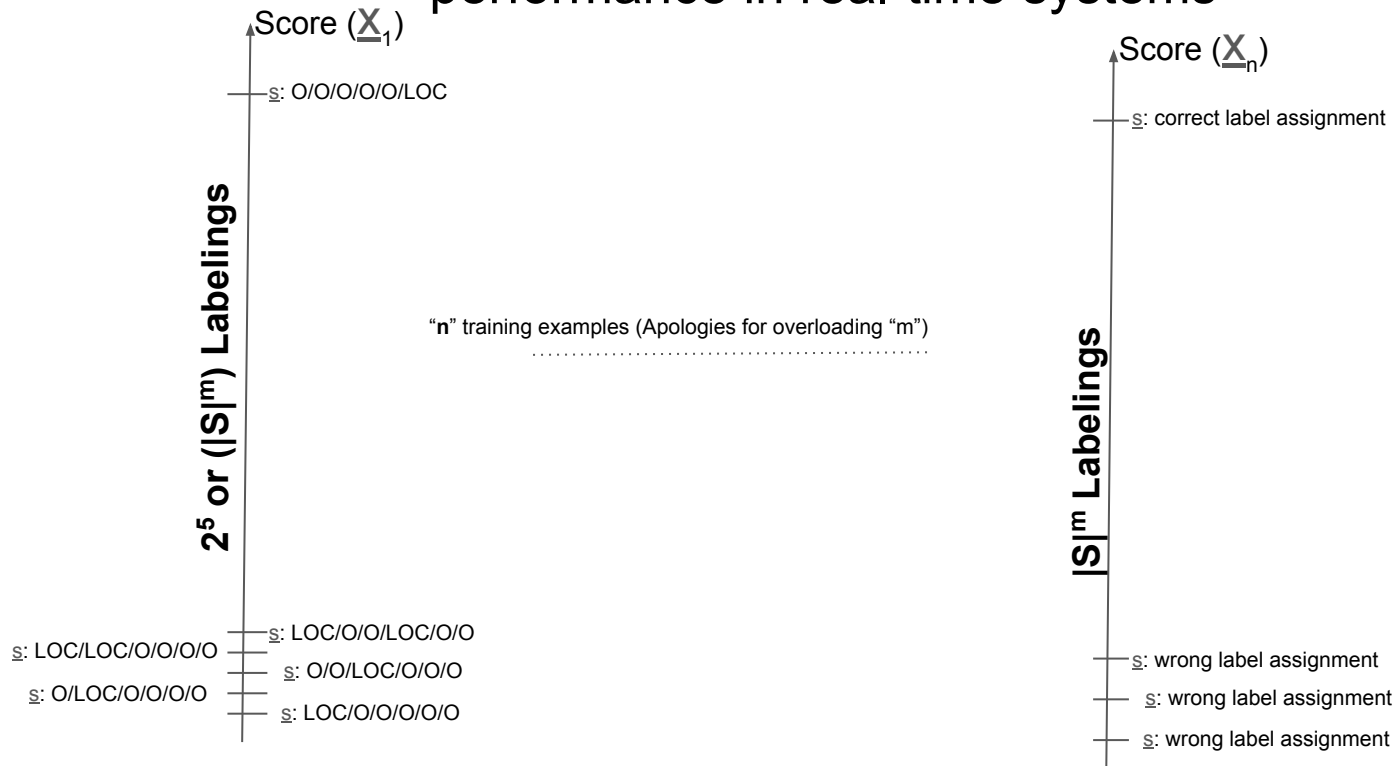 performance in real time systems
Score (X₁)
s: O/O/O/O/O/LOC
2⁵ or (|S|ᵐ) Labelings
s: LOC/O/O/LOC/O/O
s: LOC/LOC/O/O/O/O
s: O/O/LOC/O/O/O
s: O/LOC/O/O/O/O
s: LOC/O/O/O/O/O
“n” training examples (Apologies for overloading “m”)
Score (Xₙ)
s: correct label assignment
|S|ᵐ Labelings
s: wrong label assignment
s: wrong label assignment
s: wrong label assignment